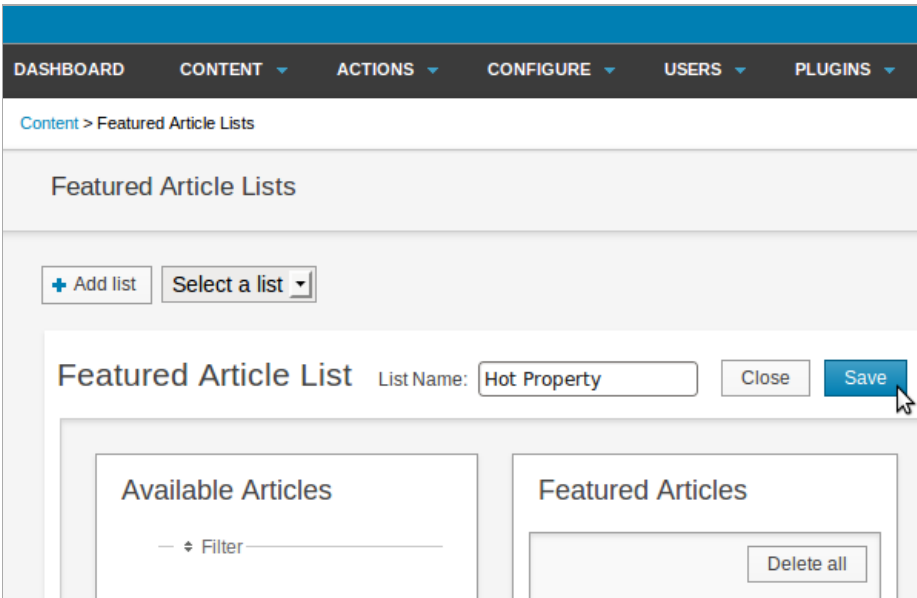 DASHBOARD CONTENT ACTIONS CONFIGURE USERS PLUGINS
Content > Featured Article Lists
Featured Article Lists
Add list Select a list
Featured Article List List Name: Hot Property Close Save
Available Articles Featured Articles
Filter
Delete all